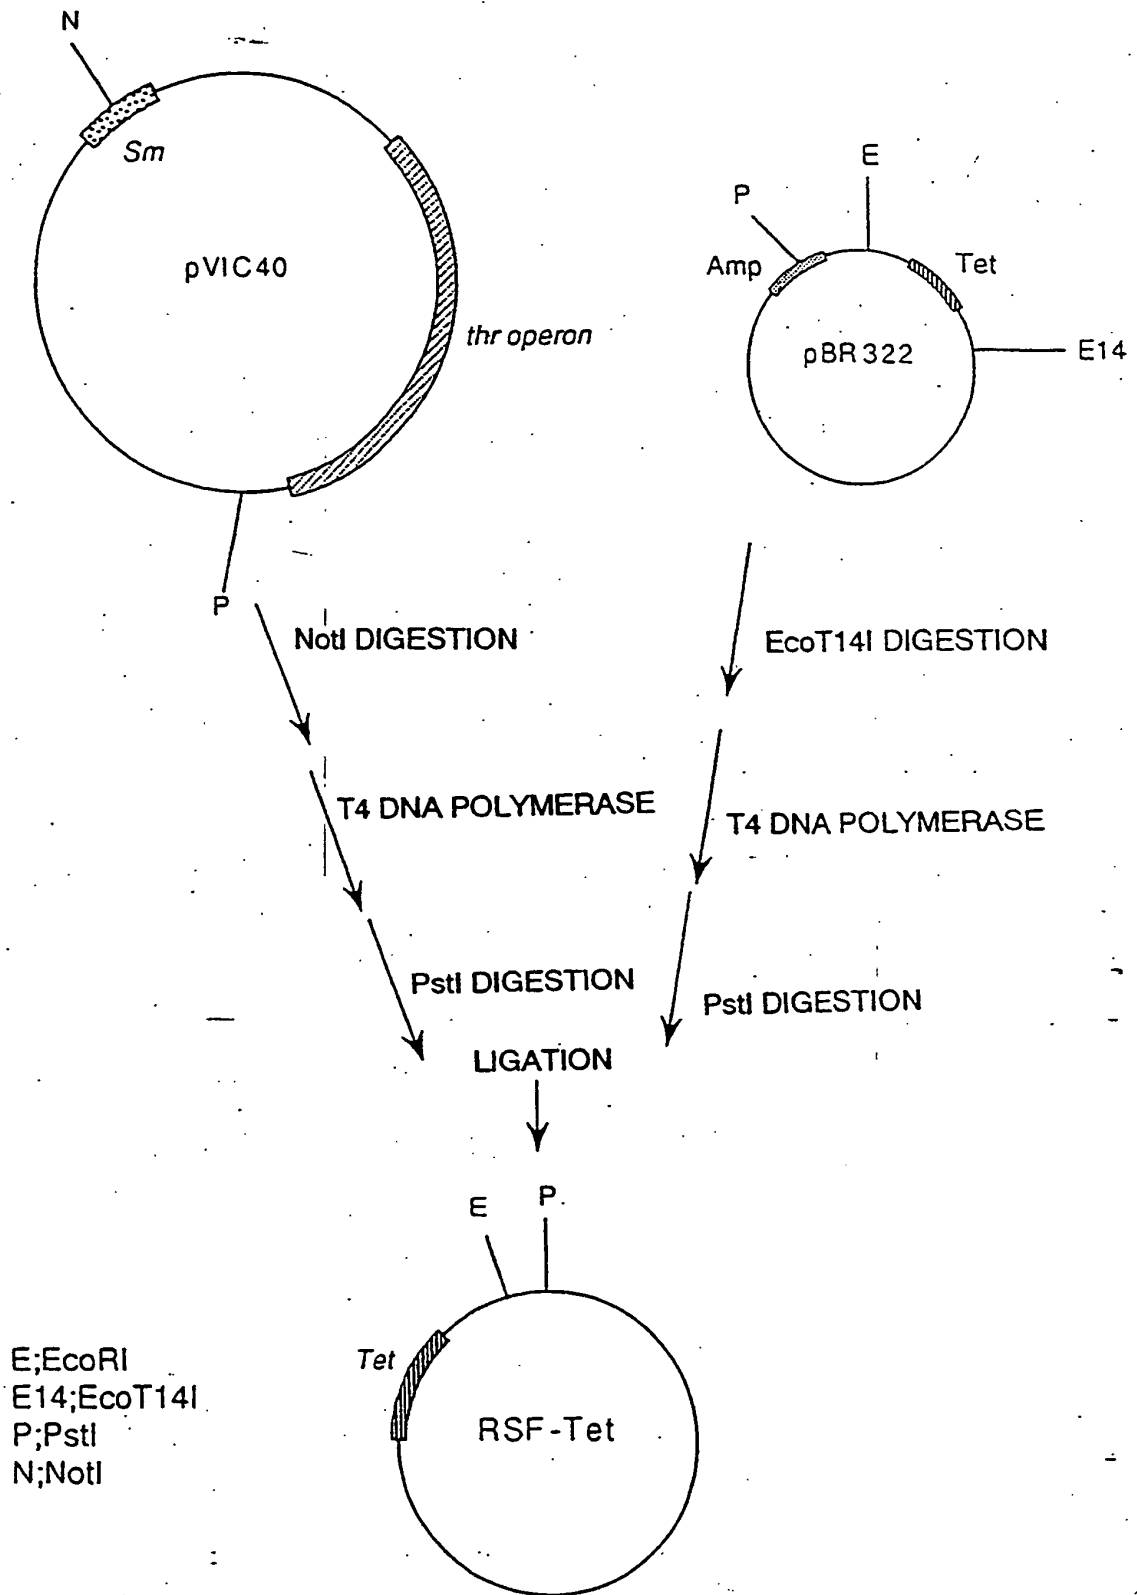 N
Sm
pVIC40
thr operon
P
E
P
Amp
Tet
pBR322
E14
NotI DIGESTION
EcoT14I DIGESTION
T4 DNA POLYMERASE
T4 DNA POLYMERASE
PstI DIGESTION
PstI DIGESTION
LIGATION
E
P
Tet
RSF-Tet
E;EcoRI
E14;EcoT14I
P;PstI
N;NotI